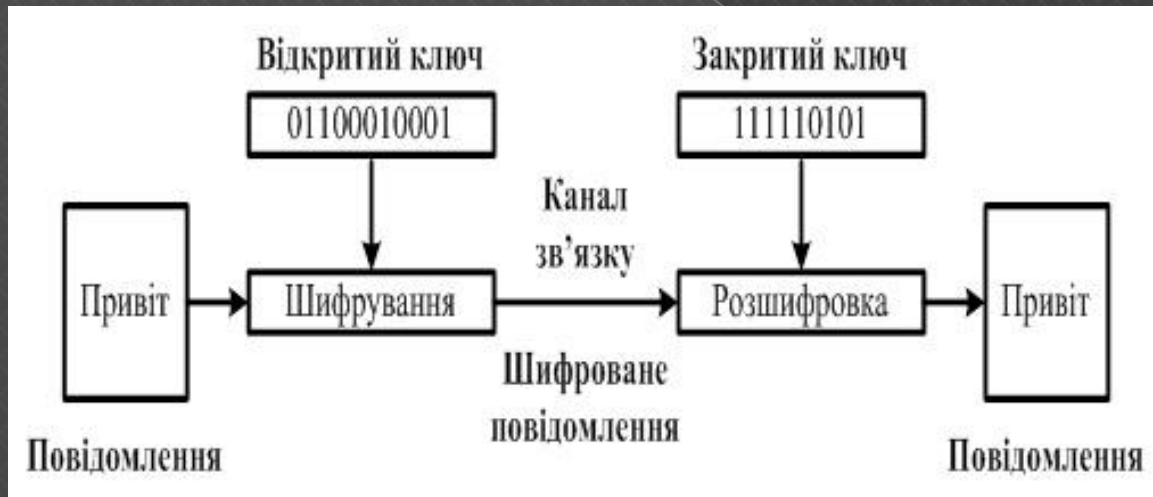 Відкритий ключ
01100010001
Закритий ключ
111110101
Канал
зв’язку
Привіт
Шифрування
Розшифровка
Привіт
Шифроване
повідомлення
Повідомлення
Повідомлення